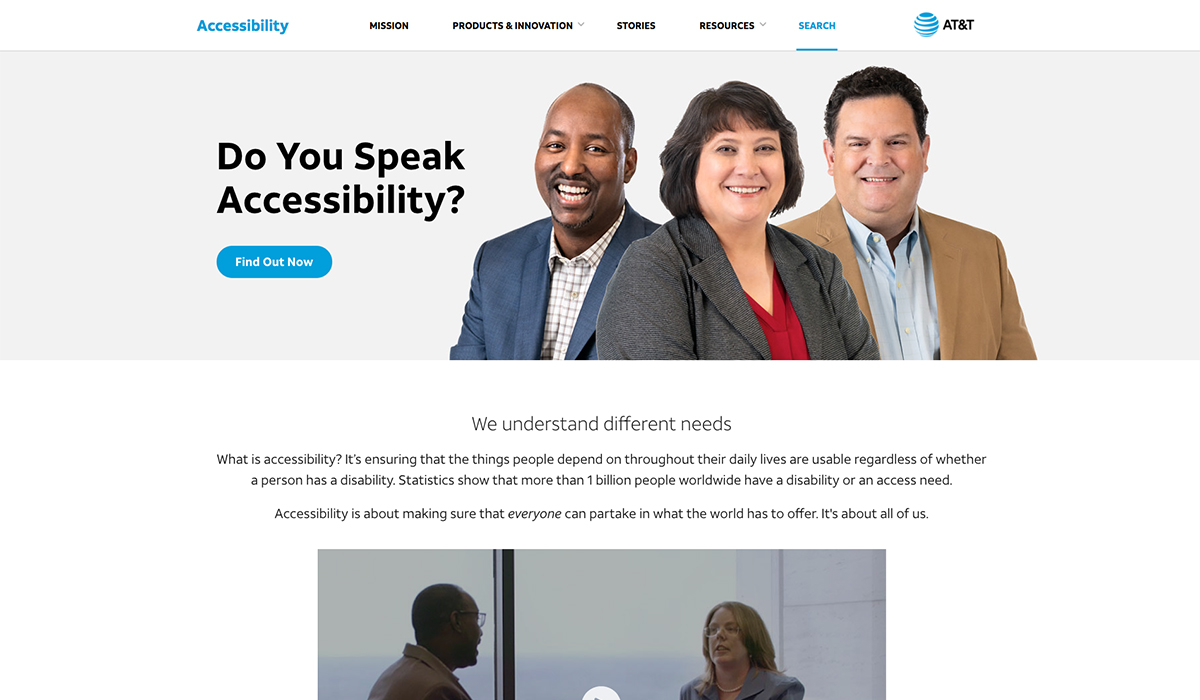 Accessibility
MISSION
PRODUCTS & INNOVATION
STORIES
RESOURCES
SEARCH
AT&T
Do You Speak
Accessibility?
Find Out Now
We understand different needs
What is accessibility? It's ensuring that the things people depend on throughout their daily lives are usable regardless of whether
a person has a disability. Statistics show that more than 1 billion people worldwide have a disability or an access need.
Accessibility is about making sure that everyone can partake in what the world has to offer. It's about all of us.